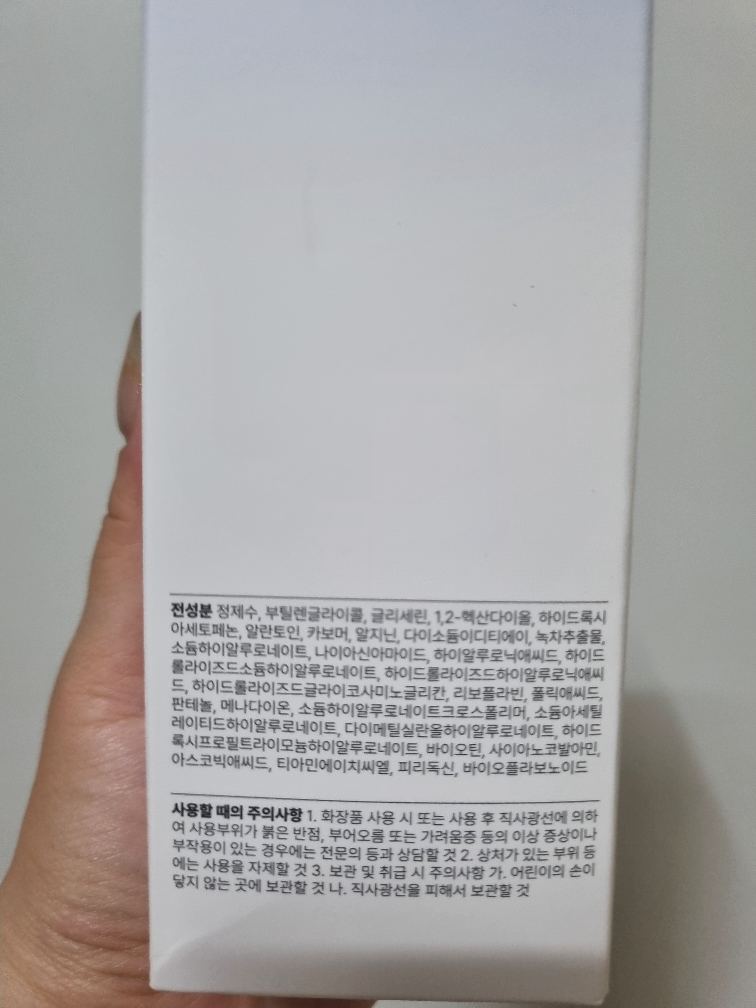 전성분 정제수, 부틸렌글라이콜, 글리세린, 1,2-헥산다이올, 하이드록시
아세토페논, 알란토인, 카보머, 알지닌, 다이소듐이디티에이, 녹차추출물,
소듐하이알루로네이트, 나이아신아마이드, 하이알루로닉애씨드, 하이드
롤라이즈드소듐하이알루로네이트, 하이드롤라이즈드하이알루로닉애씨
드, 하이드롤라이즈드글라이코사미노글리칸, 리보플라빈, 폴릭애씨드,
판테놀, 메나다이온, 소듐하이알루로네이트크로스폴리머, 소듐아세틸
레이티드하이알루로네이트, 다이메틸실란올하이알루로네이트, 하이드
록시프로필트라이모늄하이알루로네이트, 바이오틴, 사이아노코발아민,
아스코빅애씨드, 티아민에이치씨엘, 피리독신, 바이오플라보노이드
사용할 때의 주의사항 1. 화장품 사용 시 또는 사용 후 직사광선에 의하
여 사용부위가 붉은 반점, 부어오름 또는 가려움증 등의 이상 증상이나
부작용이 있는 경우에는 전문의 등과 상담할 것 2. 상처가 있는 부위 등
에는 사용을 자제할 것 3. 보관 및 취급 시 주의사항 가. 어린이의 손이
닿지 않는 곳에 보관할 것 나. 직사광선을 피해서 보관할 것